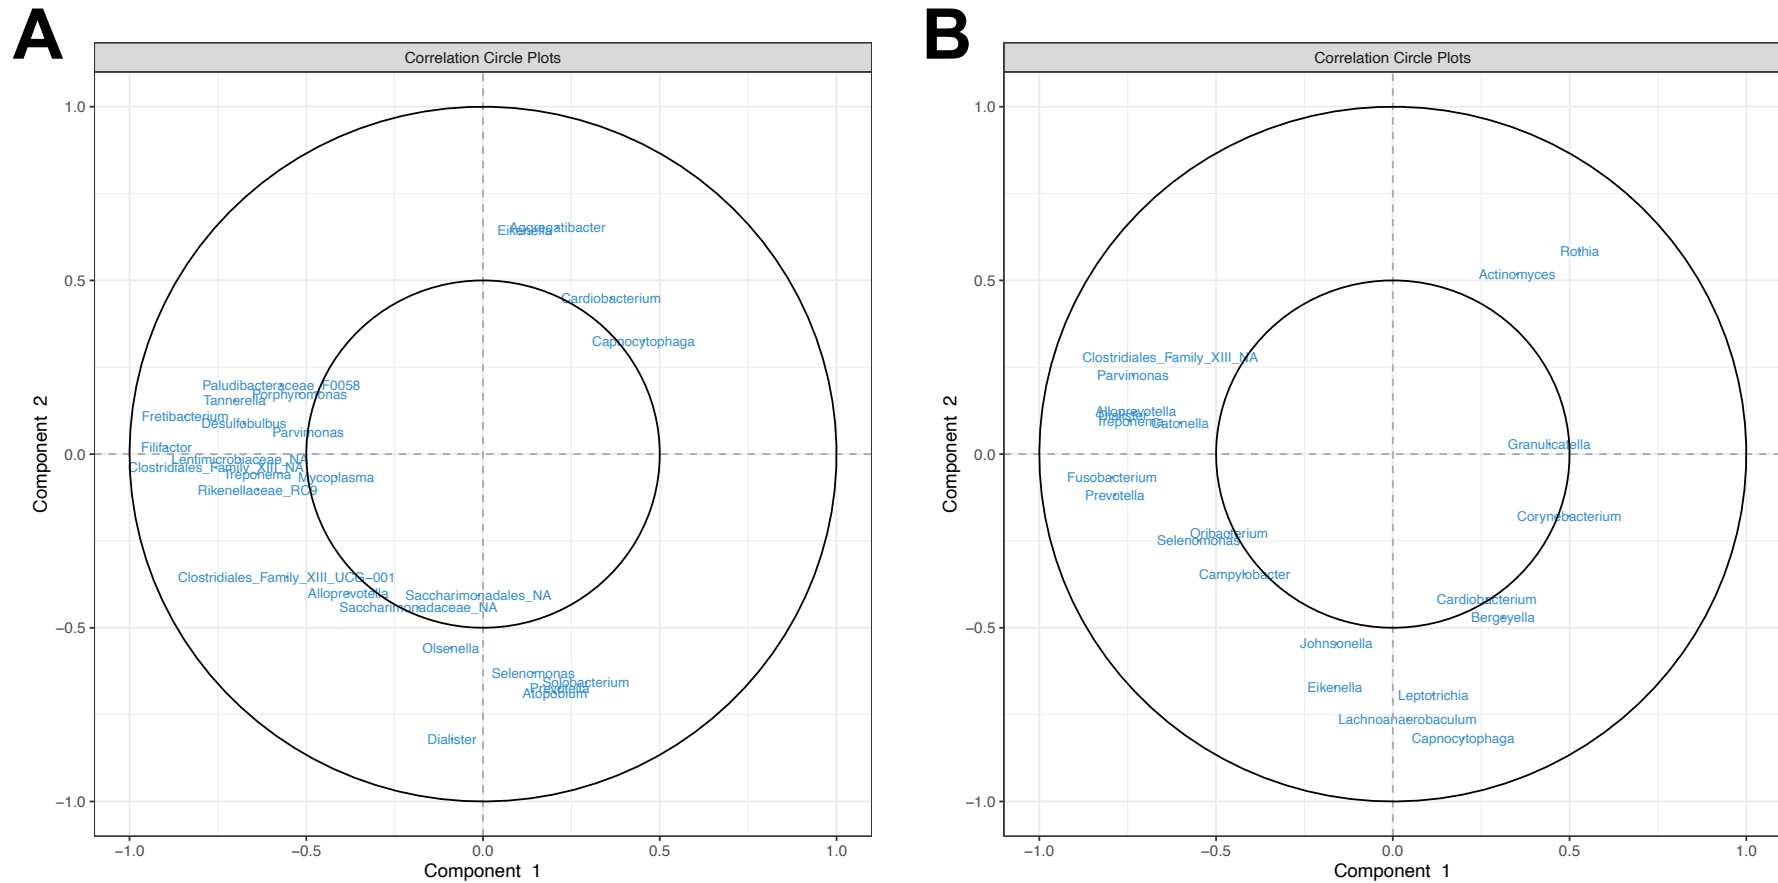 A
Correlation Circle Plots
1.0
0.5
0.0
−0.5
−1.0
Component 2
Aggregatibacter
Eikenella
Cardiobacterium
Capnocytophaga
Paludibacteraceae_F0058
Porphyromonas
Tannerella
Fretibacterium
Desulfobulbus
Parvimonas
Filifactor
Lentimicrobiaceae_NA
Clostridiales_Family_XIII_NA
Treponema
Mycoplasma
Rikenellaceae_RC9
Clostridiales_Family_XIII_UCG−001
Alloprevotella
Saccharimonadales_NA
Saccharimonadaceae_NA
Olsenella
Selenomonas
Solobacterium
Prevotella
Atopobium
Dialister
−1.0
−0.5
0.0
0.5
1.0
Component 1
B
Correlation Circle Plots
1.0
0.5
0.0
−0.5
−1.0
Component 2
Rothia
Actinomyces
Clostridiales_Family_XIII_NA
Parvimonas
Alloprevotella
Dialister
Treponema
Catonella
Granulicatella
Fusobacterium
Prevotella
Corynebacterium
Oribacterium
Selenomonas
Campylobacter
Cardiobacterium
Bergeyella
Johnsonella
Eikenella
Leptotrichia
Lachnoanaerobaculum
Capnocytophaga
−1.0
−0.5
0.0
0.5
1.0
Component 1